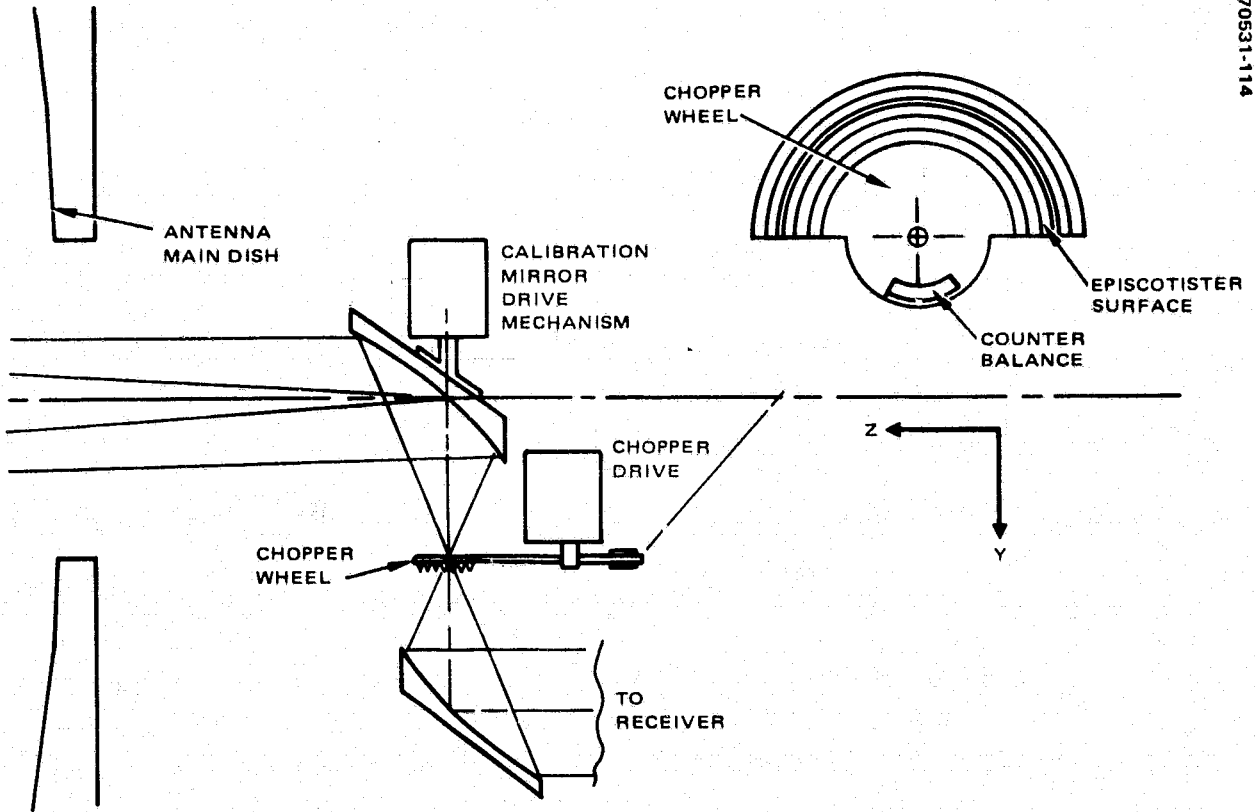 70531-114
CHOPPER
WHEEL
ANTENNA
MAIN DISH
CALIBRATION
MIRROR
DRIVE
MECHANISM
EPISCOTISTER
SURFACE
COUNTER
BALANCE
Z
CHOPPER
DRIVE
Y
CHOPPER
WHEEL
TO
RECEIVER